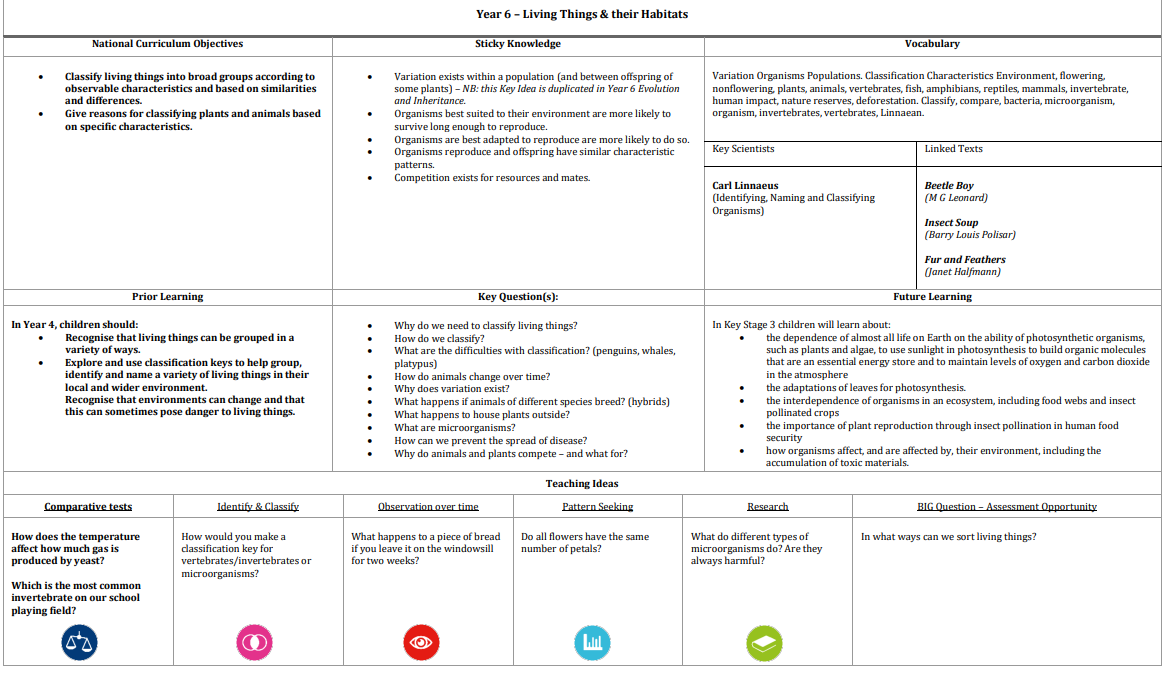 Year 6 – Living Things & their Habitats
National Curriculum Objectives
Sticky Knowledge
Vocabulary
• Classify living things into broad groups according to
observable characteristics and based on similarities
and differences.
• Give reasons for classifying plants and animals based
on specific characteristics.
• Variation exists within a population (and between offspring of
some plants) – NB: this Key Idea is duplicated in Year 6 Evolution
and Inheritance.
• Organisms best suited to their environment are more likely to
survive long enough to reproduce.
• Organisms are best adapted to reproduce are more likely to do so.
• Organisms reproduce and offspring have similar characteristic
patterns.
• Competition exists for resources and mates.
Variation Organisms Populations. Classification Characteristics Environment, flowering,
nonflowering, plants, animals, vertebrates, fish, amphibians, reptiles, mammals, invertebrate,
human impact, nature reserves, deforestation. Classify, compare, bacteria, microorganism,
organism, invertebrates, vertebrates, Linnaean.
Key Scientists
Linked Texts
Carl Linnaeus
(Identifying, Naming and Classifying
Organisms)
Beetle Boy
(M G Leonard)
Insect Soup
(Barry Louis Polisar)
Fur and Feathers
(Janet Halfmann)
Prior Learning
Key Question(s):
Future Learning
In Year 4, children should:
• Recognise that living things can be grouped in a
variety of ways.
• Explore and use classification keys to help group,
identify and name a variety of living things in their
local and wider environment.
Recognise that environments can change and that
this can sometimes pose danger to living things.
• Why do we need to classify living things?
• How do we classify?
• What are the difficulties with classification? (penguins, whales,
platypus)
• How do animals change over time?
• Why does variation exist?
• What happens if animals of different species breed? (hybrids)
• What happens to house plants outside?
• What are microorganisms?
• How can we prevent the spread of disease?
• Why do animals and plants compete – and what for?
In Key Stage 3 children will learn about:
• the dependence of almost all life on Earth on the ability of photosynthetic organisms,
such as plants and algae, to use sunlight in photosynthesis to build organic molecules
that are an essential energy store and to maintain levels of oxygen and carbon dioxide
in the atmosphere
• the adaptations of leaves for photosynthesis.
• the interdependence of organisms in an ecosystem, including food webs and insect
pollinated crops
• the importance of plant reproduction through insect pollination in human food
security
• how organisms affect, and are affected by, their environment, including the
accumulation of toxic materials.
Teaching Ideas
Comparative tests
Identify & Classify
Observation over time
Pattern Seeking
Research
BIG Question – Assessment Opportunity
How does the temperature
affect how much gas is
produced by yeast?
Which is the most common
invertebrate on our school
playing field?
How would you make a
classification key for
vertebrates/invertebrates or
microorganisms?
What happens to a piece of bread
if you leave it on the windowsill
for two weeks?
Do all flowers have the same
number of petals?
What do different types of
microorganisms do? Are they
always harmful?
In what ways can we sort living things?